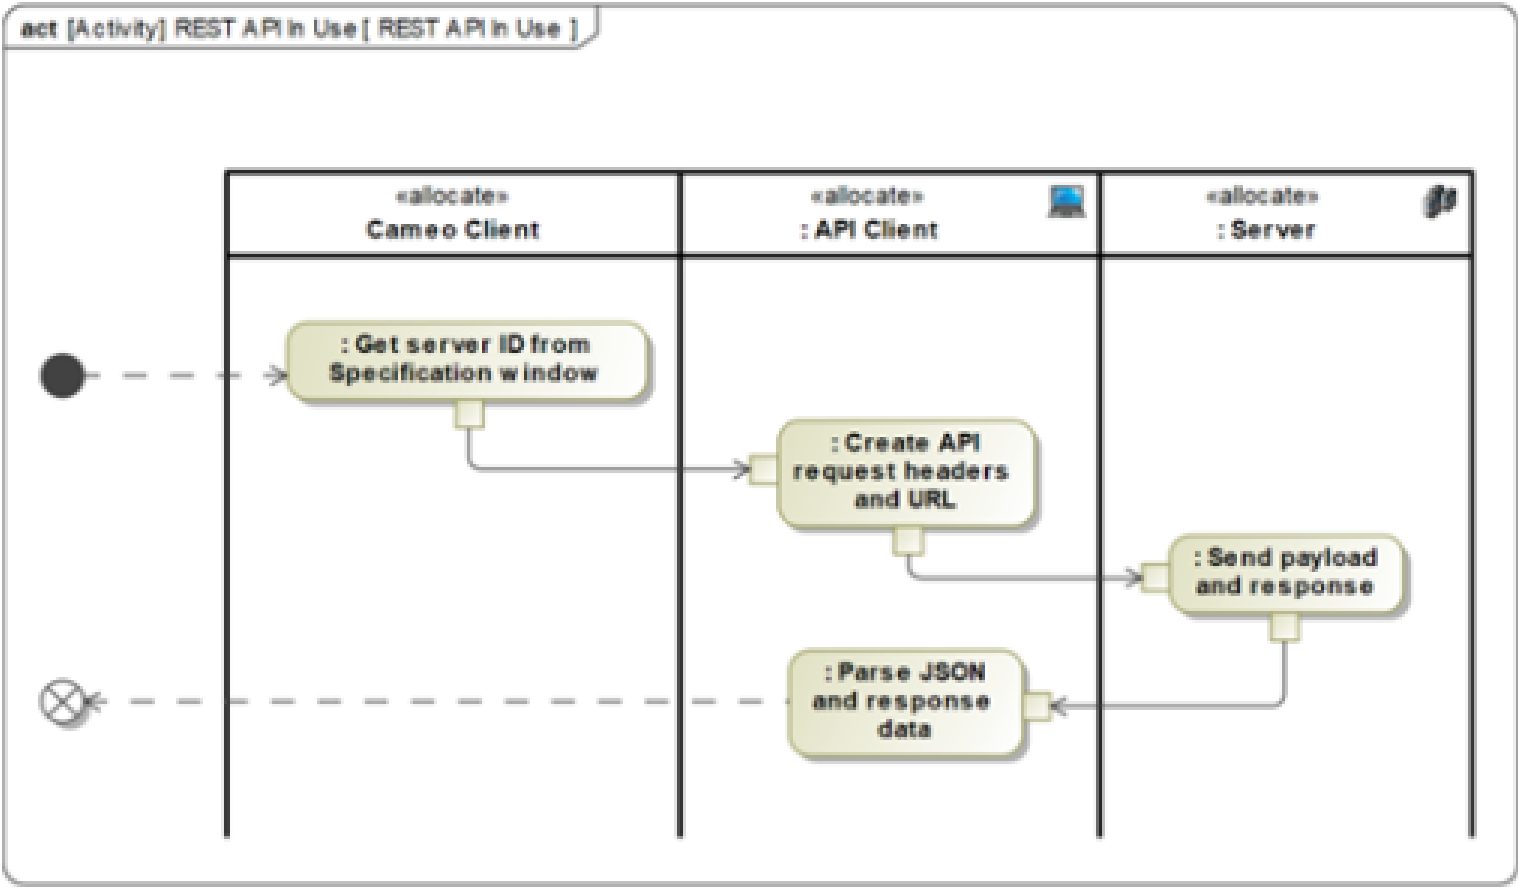 act [Activity] REST API In Use [ REST API In Use ]
«allocate»
Cameo Client
«allocate»
: API Client
«allocate»
: Server
: Get server ID from
Specification window
: Create API
request headers
and URL
: Send payload
and response
: Parse JSON
and response
data